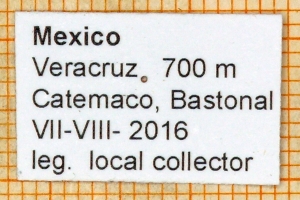 Mexico
Veracruz, 700 m
Catemaco, Bastonal
VII-VIII- 2016
leg. local collector